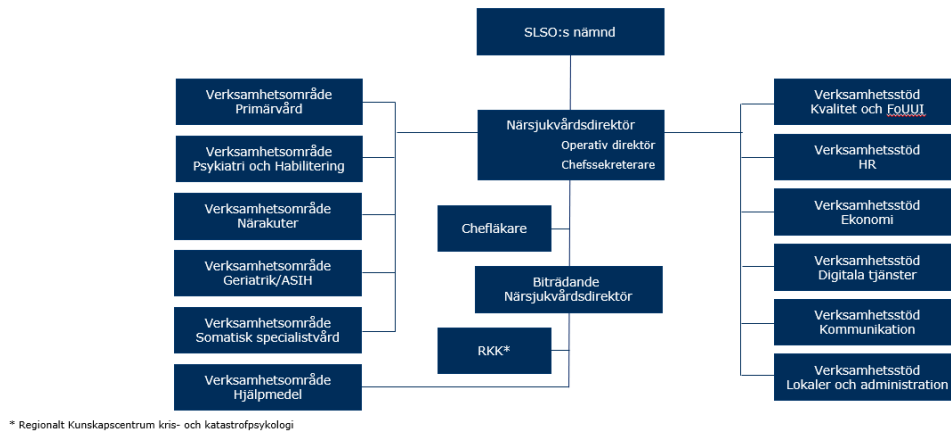 SLSO:s nämnd
Närsjukvårdsdirektör
Operativ direktör
Chefssekreterare
Chefläkare
Biträdande
Närsjukvårdsdirektör
RKK*
Verksamhetsområde
Primärvård
Verksamhetsområde
Psykiatri och Habilitering
Verksamhetsområde
Närakuter
Verksamhetsområde
Geriatrik/ASIH
Verksamhetsområde
Somatisk specialistvård
Verksamhetsområde
Hjälpmedel
Verksamhetsstöd
Kvalitet och FoUUI
Verksamhetsstöd
HR
Verksamhetsstöd
Ekonomi
Verksamhetsstöd
Digitala tjänster
Verksamhetsstöd
Kommunikation
Verksamhetsstöd
Lokaler och administration
* Regionalt Kunskapscentrum kris- och katastrofpsykologi